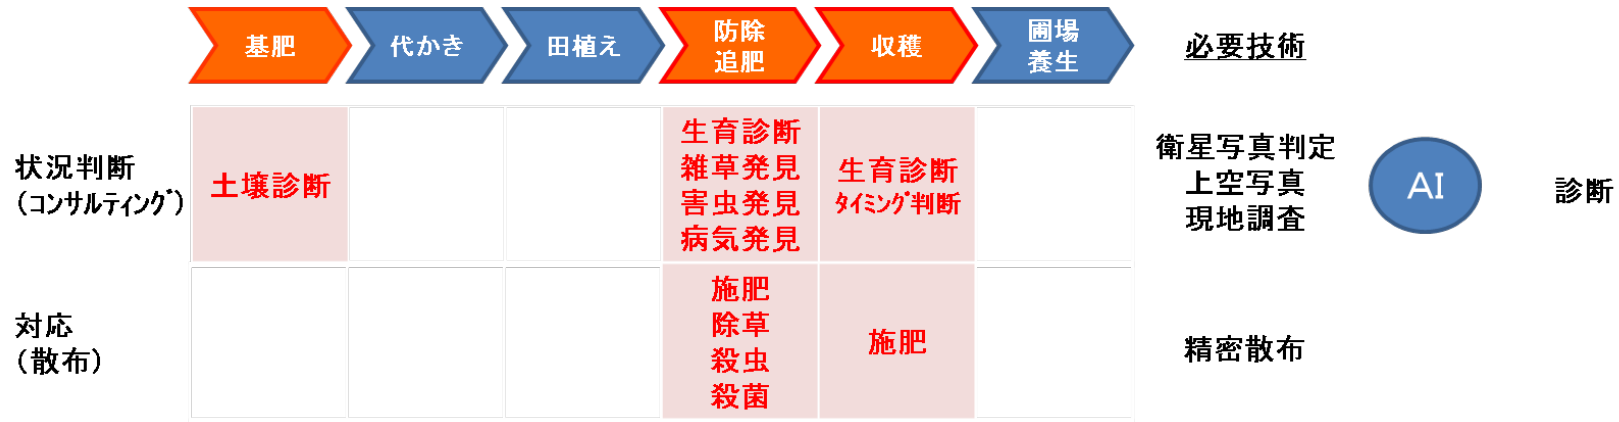 基肥
代かき
田植え
防除
追肥
収穫
圃場
養生
必要技術
状況判断
（ｺﾝｻﾙﾃｨﾝｸﾞ）
土壌診断
生育診断
雑草発見
害虫発見
病気発見
生育診断
ﾀｲﾐﾝｸﾞ判断
衛星写真判定
上空写真
現地調査
AI
診断
対応
（散布）
施肥
除草
殺虫
殺菌
施肥
精密散布